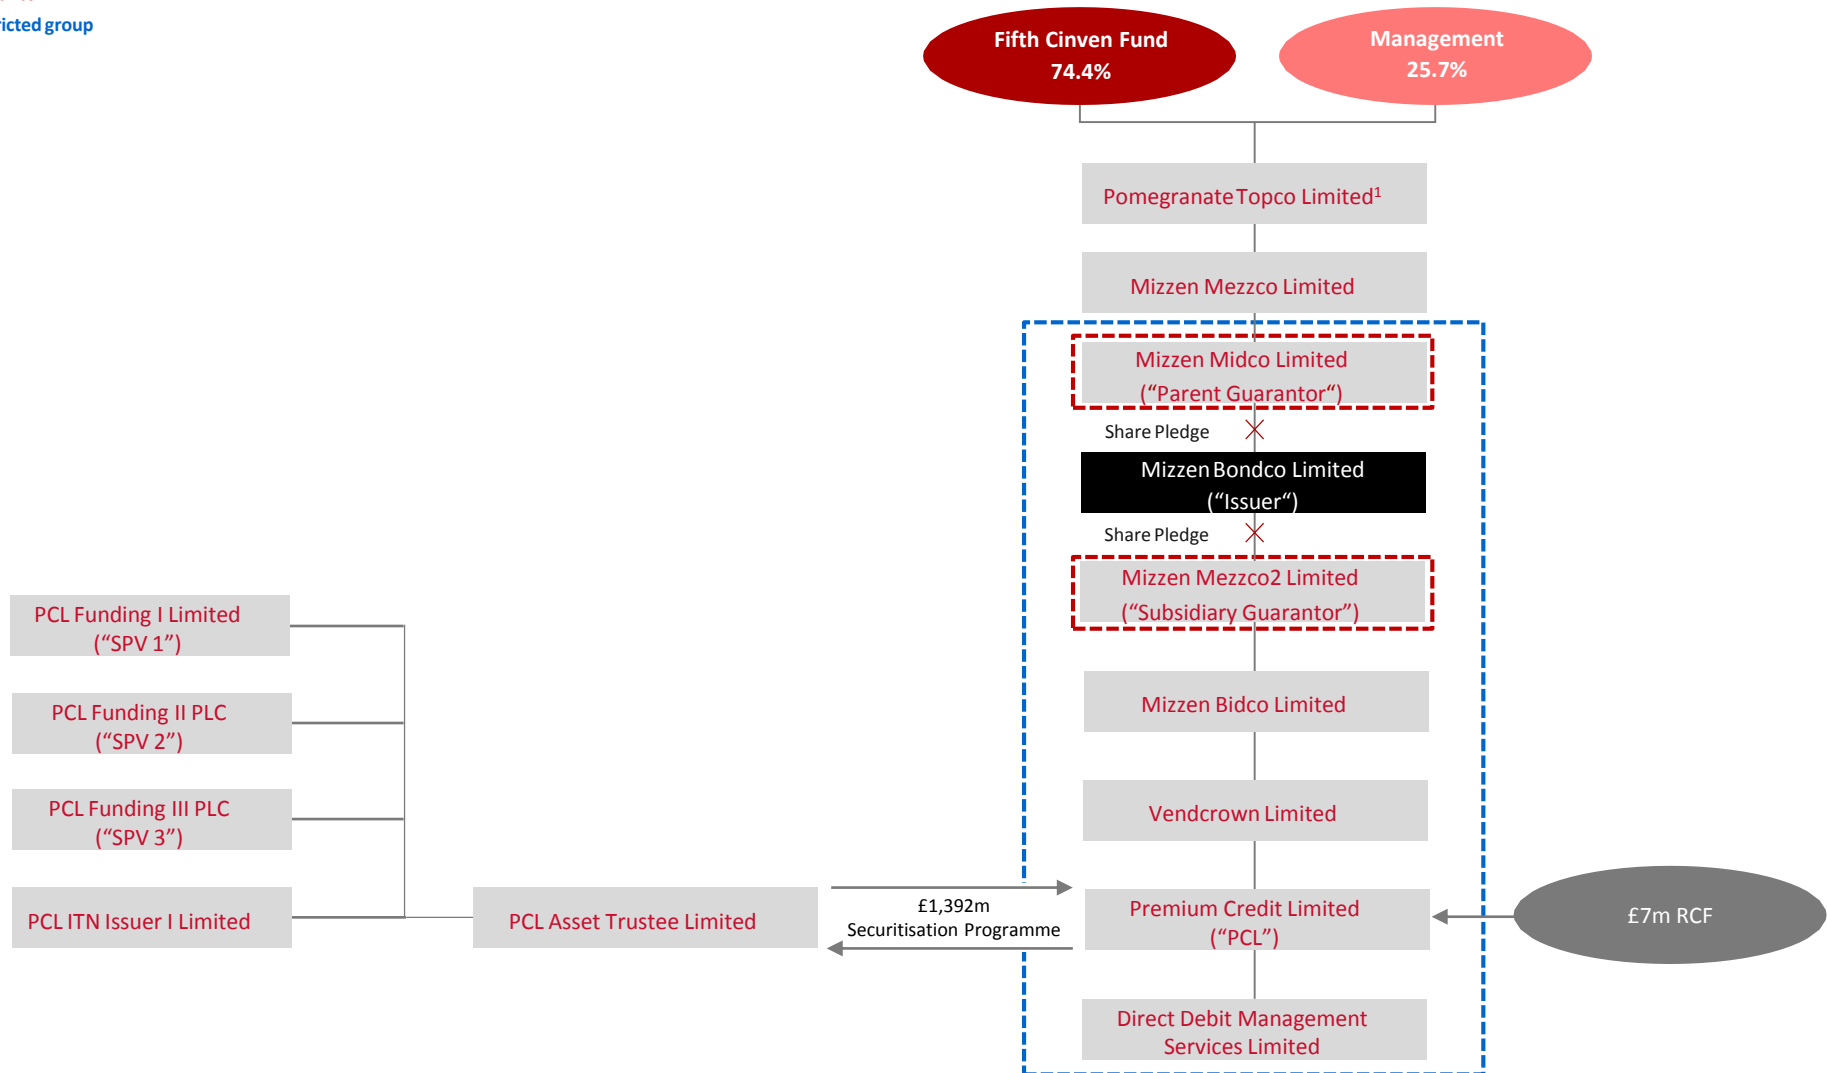 ricted group
Fifth Cinven Fund
74.4%
Management
25.7%
Pomegranate Topco Limited¹
Mizzen Mezzco Limited
Mizzen Midco Limited
(“Parent Guarantor“)
Share Pledge
Mizzen Bondco Limited
(“Issuer“)
Share Pledge
Mizzen Mezzco2 Limited
(“Subsidiary Guarantor”)
PCL Funding I Limited
(“SPV 1”)
Mizzen Bidco Limited
PCL Funding II PLC
(“SPV 2”)
Vendcrown Limited
PCL Funding III PLC
(“SPV 3”)
PCL ITN Issuer I Limited
PCL Asset Trustee Limited
£1,392m
Securitisation Programme
Premium Credit Limited
(“PCL”)
£7m RCF
Direct Debit Management
Services Limited